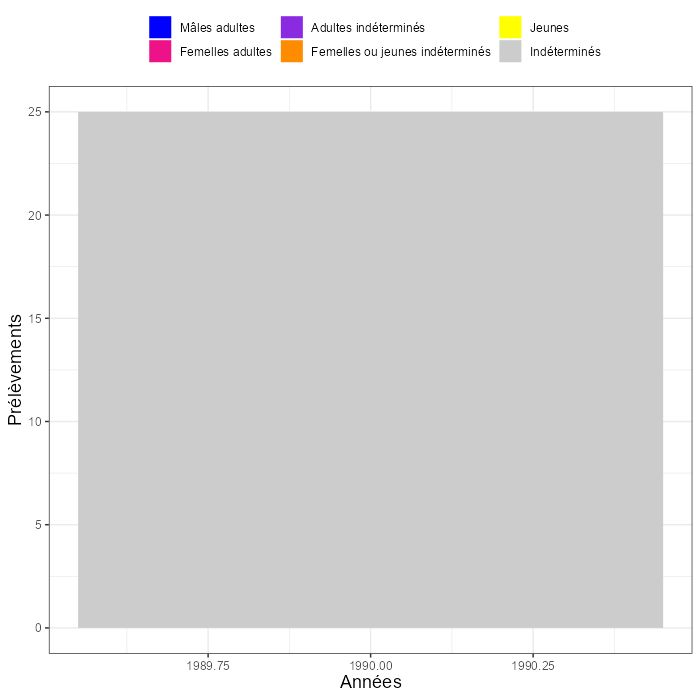 Mâles adultes Adultes indéterminés Jeunes
Femelles adultes Femelles ou jeunes indéterminés Indéterminés
Prélèvements
25
20
15
10
5
0
1989.75 1990.00 1990.25
Années